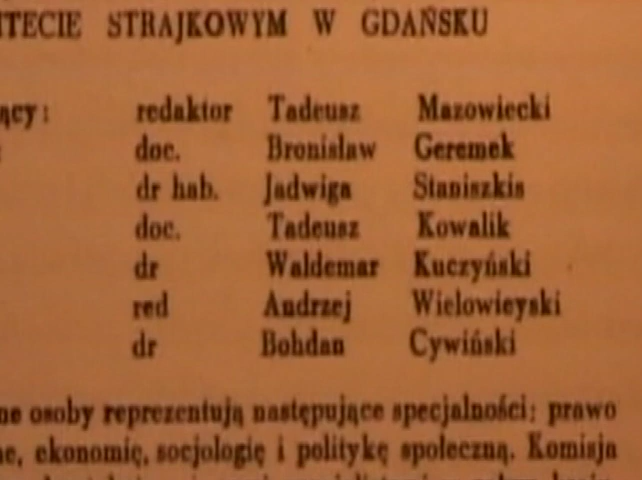 ITECIE STRAJKOWYM W GDAŃSKU
ący: redaktor Tadeusz Mazowiecki
: doc. Bronisław Geremek
dr hab. Jadwiga Staniszkis
doc. Tadeusz Kowalik
dr Waldemar Kuczyński
red Andrzej Wielowieyski
dr Bohdan Cywiński
ne osoby reprezentują następujące specjalności: prawo
ne, ekonomię, socjologię i politykę społeczną. Komisja